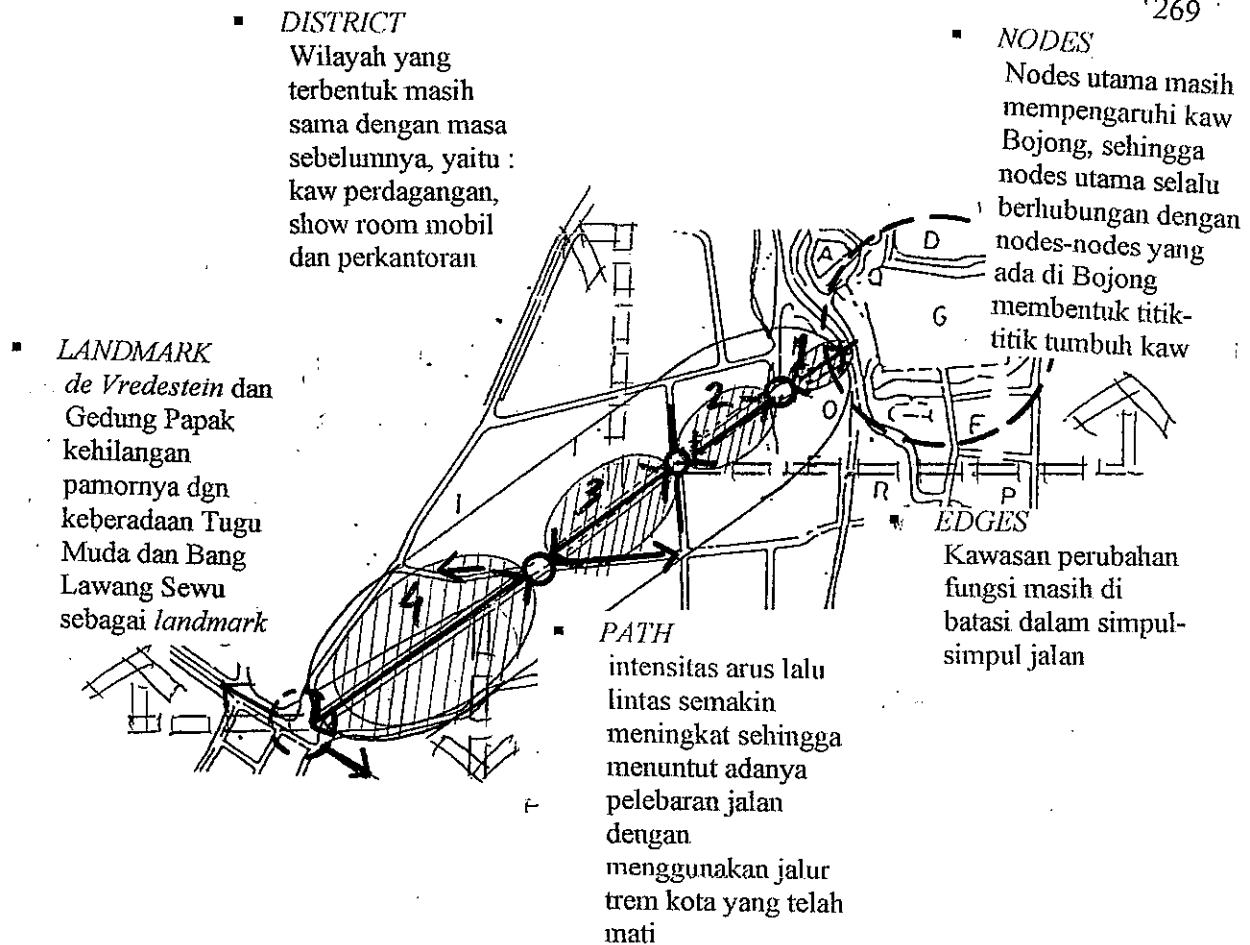 269
▪ DISTRICT
Wilayah yang
terbentuk masih
sama dengan masa
sebelumnya, yaitu :
kaw perdagangan,
show room mobil
dan perkantoran
▪ NODES
Nodes utama masih
mempengaruhi kaw
Bojong, sehingga
nodes utama selalu
berhubungan dengan
nodes-nodes yang
ada di Bojong
membentuk titik-
titik tumbuh kaw
▪ LANDMARK
de Vredestein dan
Gedung Papak
kehilangan
pamornya dgn
keberadaan Tugu
Muda dan Bang
Lawang Sewu
sebagai landmark
A
D
G
F
O
R
P
1
2
3
4
▪ EDGES
Kawasan perubahan
fungsi masih di
batasi dalam simpul-
simpul jalan
▪ PATH
intensitas arus lalu
lintas semakin
meningkat sehingga
menuntut adanya
pelebaran jalan
dengan
menggunakan jalur
trem kota yang telah
mati